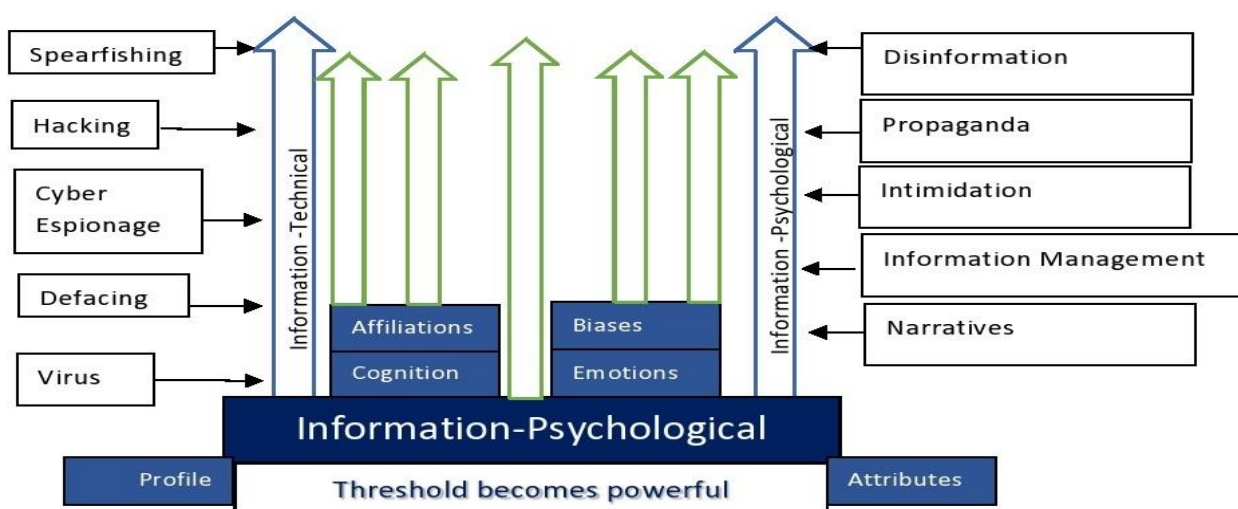 Spearfishing
Hacking
Cyber
Espionage
Defacing
Virus
Information -Technical
Affiliations
Cognition
Biases
Emotions
Information -Psychological
Disinformation
Propaganda
Intimidation
Information Management
Narratives
Information-Psychological
Profile
Attributes
Threshold becomes powerful